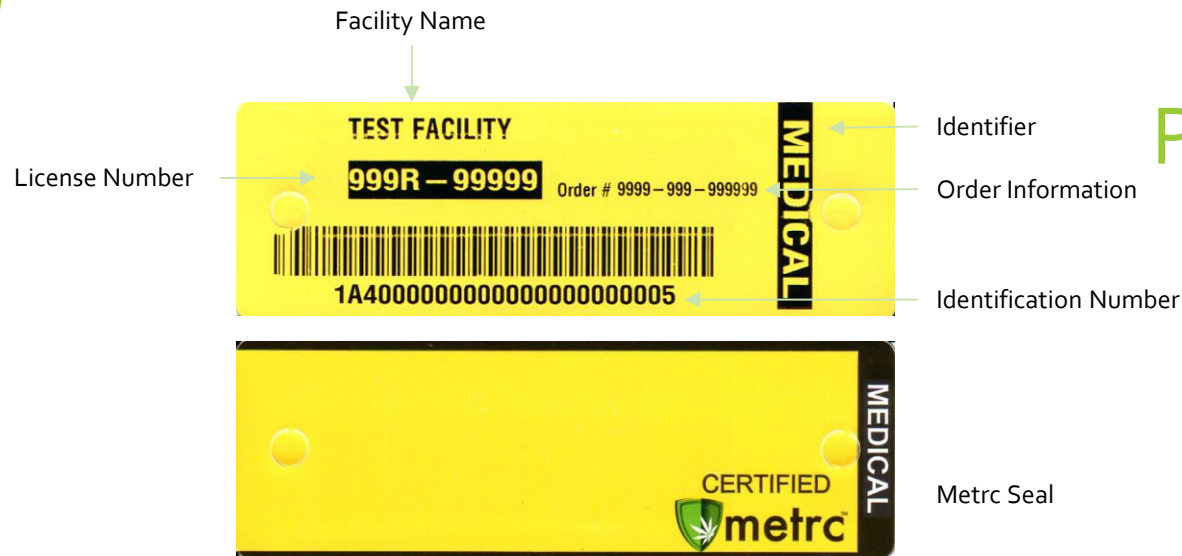 Facility Name
TEST FACILITY
MEDICAL
Identifier
P
License Number
999R – 99999
Order # 9999 – 999 – 999999
Order Information
1A4000000000000000000005
Identification Number
MEDICAL
CERTIFIED
metrc™
Metrc Seal